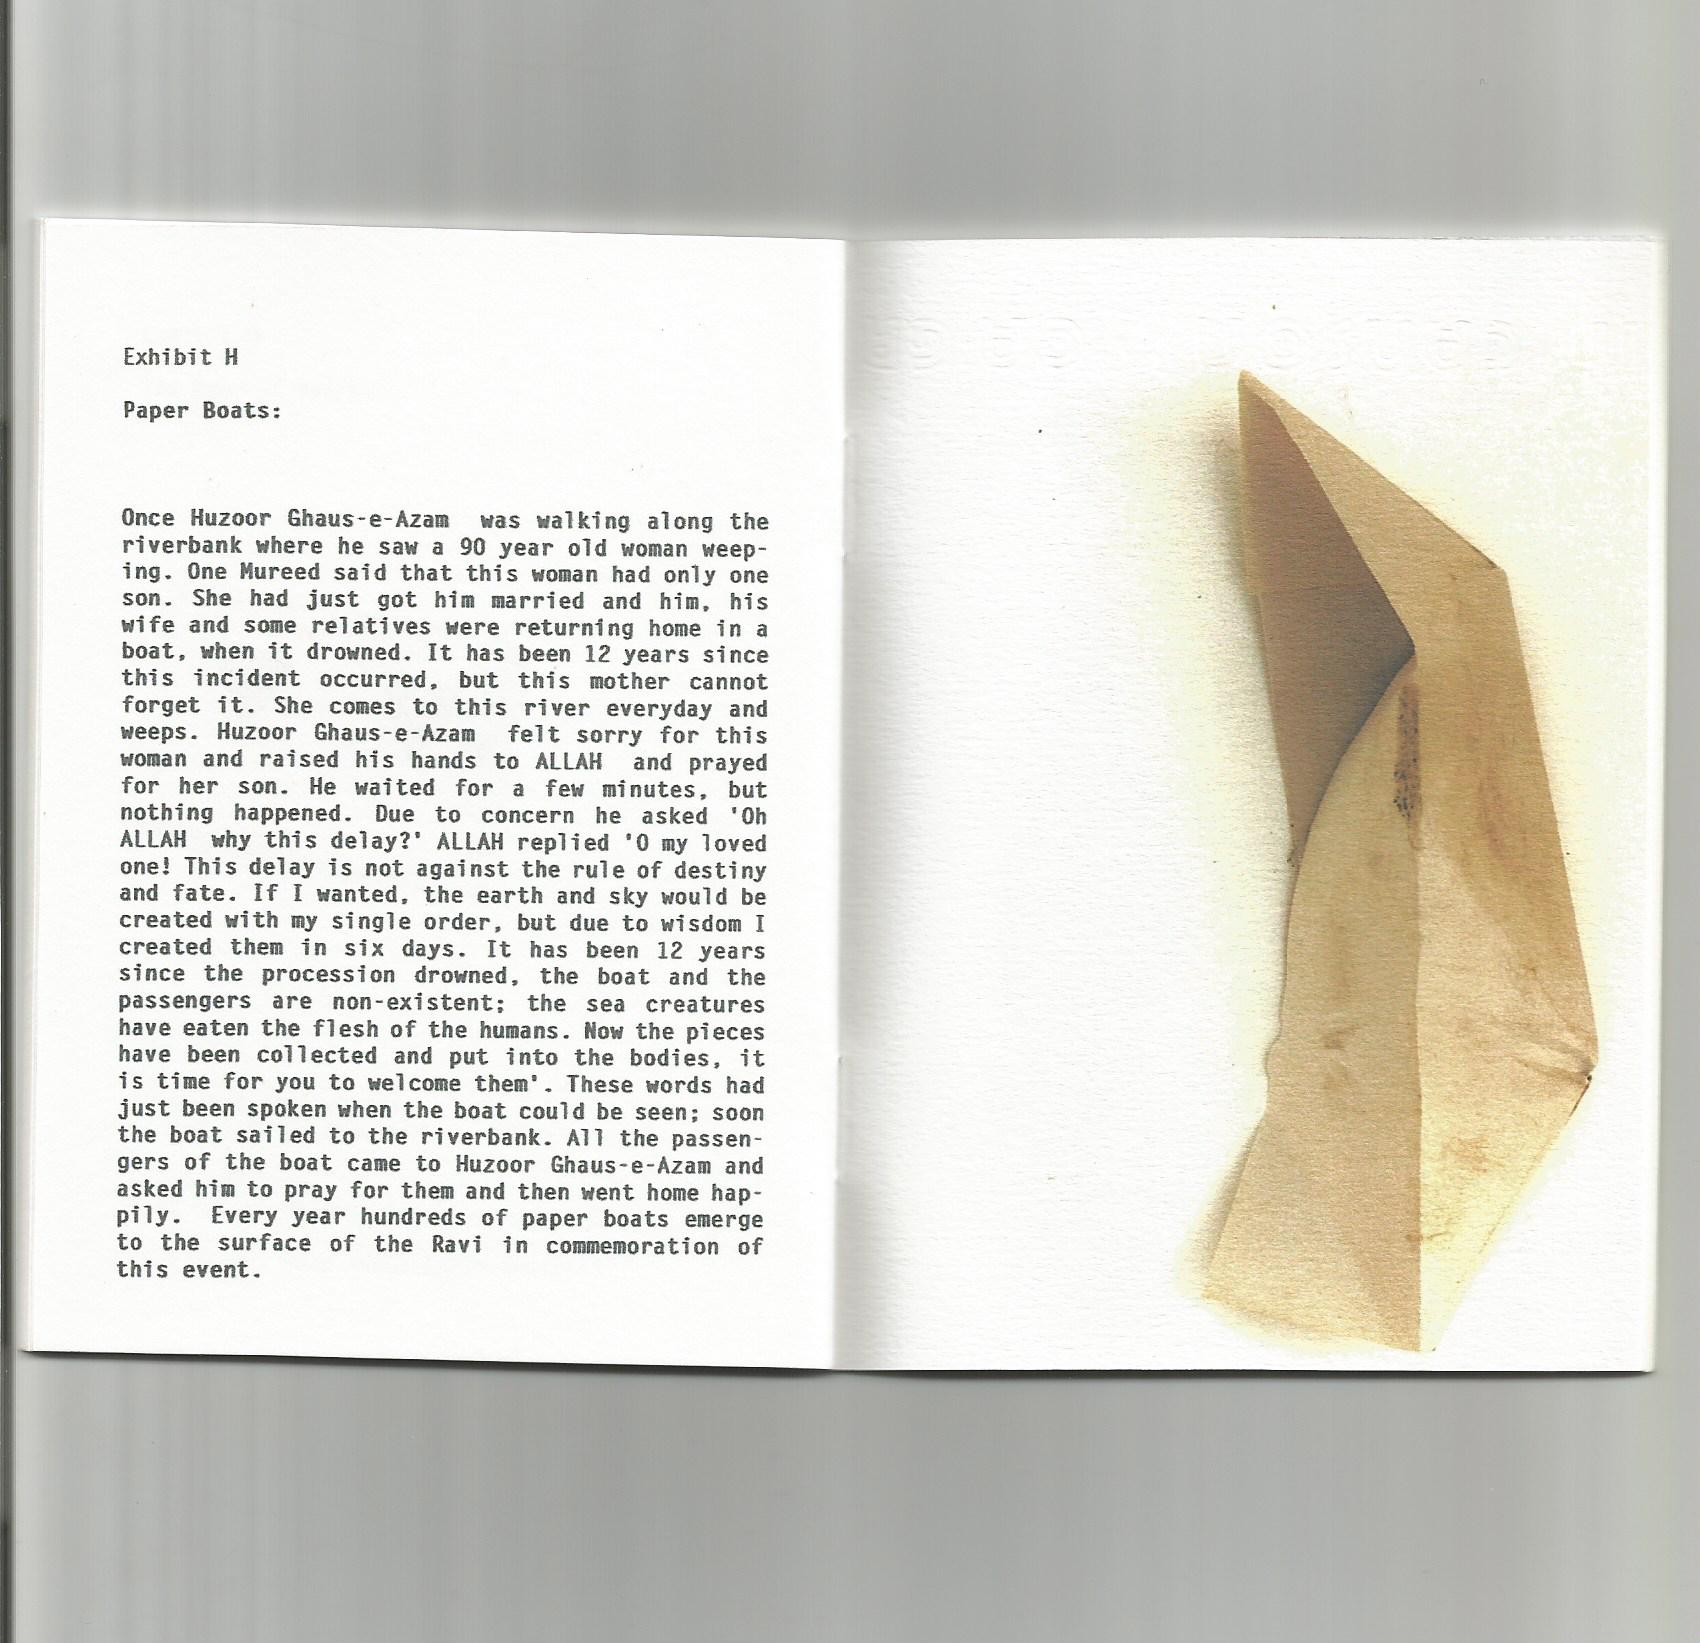 Exhibit H
Paper Boats:
Once Huzoor Ghaus-e-Azam was walking along the
riverbank where he saw a 90 year old woman weep-
ing. One Mureed said that this woman had only one
son. She had just got him married and him, his
wife and some relatives were returning home in a
boat, when it drowned. It has been 12 years since
this incident occurred, but this mother cannot
forget it. She comes to this river everyday and
weeps. Huzoor Ghaus-e-Azam felt sorry for this
woman and raised his hands to ALLAH and prayed
for her son. He waited for a few minutes, but
nothing happened. Due to concern he asked 'Oh
ALLAH why this delay?' ALLAH replied 'O my loved
one! This delay is not against the rule of destiny
and fate. If I wanted, the earth and sky would be
created with my single order, but due to wisdom I
created them in six days. It has been 12 years
since the procession drowned, the boat and the
passengers are non-existent; the sea creatures
have eaten the flesh of the humans. Now the pieces
have been collected and put into the bodies, it
is time for you to welcome them'. These words had
just been spoken when the boat could be seen; soon
the boat sailed to the riverbank. All the passen-
gers of the boat came to Huzoor Ghaus-e-Azam and
asked him to pray for them and then went home hap-
pily. Every year hundreds of paper boats emerge
to the surface of the Ravi in commemoration of
this event.